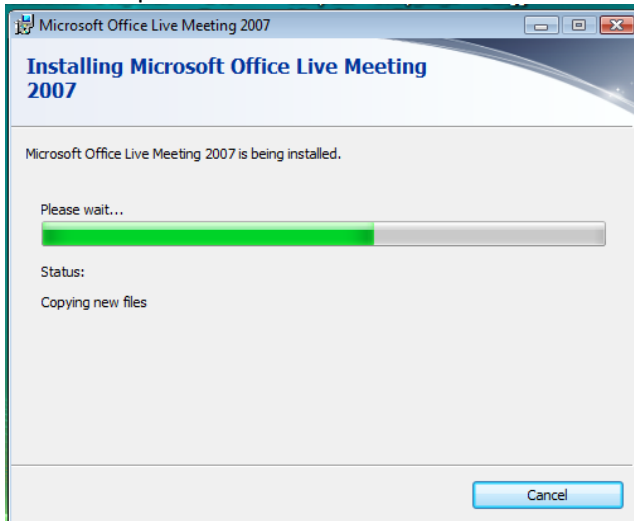 Microsoft Office Live Meeting 2007
Installing Microsoft Office Live Meeting
2007
Microsoft Office Live Meeting 2007 is being installed.
Please wait...
Status:
Copying new files
Cancel